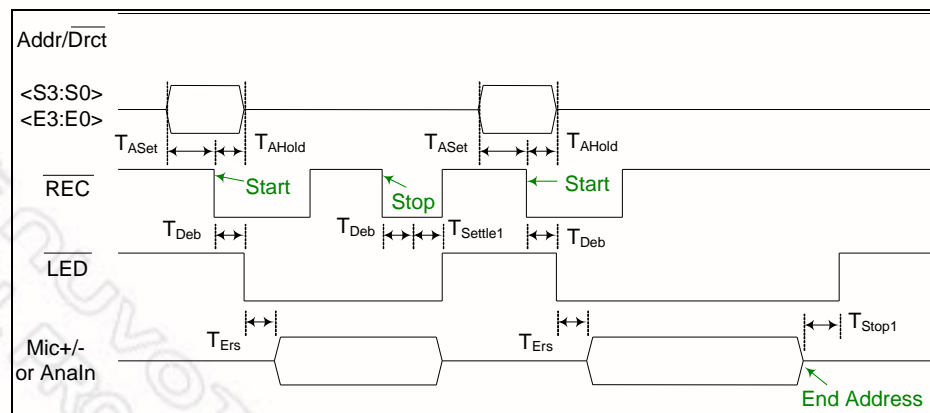 Addr/Drct
<S3:S0>
<E3:E0>
TASet
TAHold
TASet
TAHold
REC
Start
Stop
Start
TDeb
TDeb
TSettle1
TDeb
LED
TErs
TErs
TStop1
Mic+/-
or AnaIn
End Address
nuvoTo